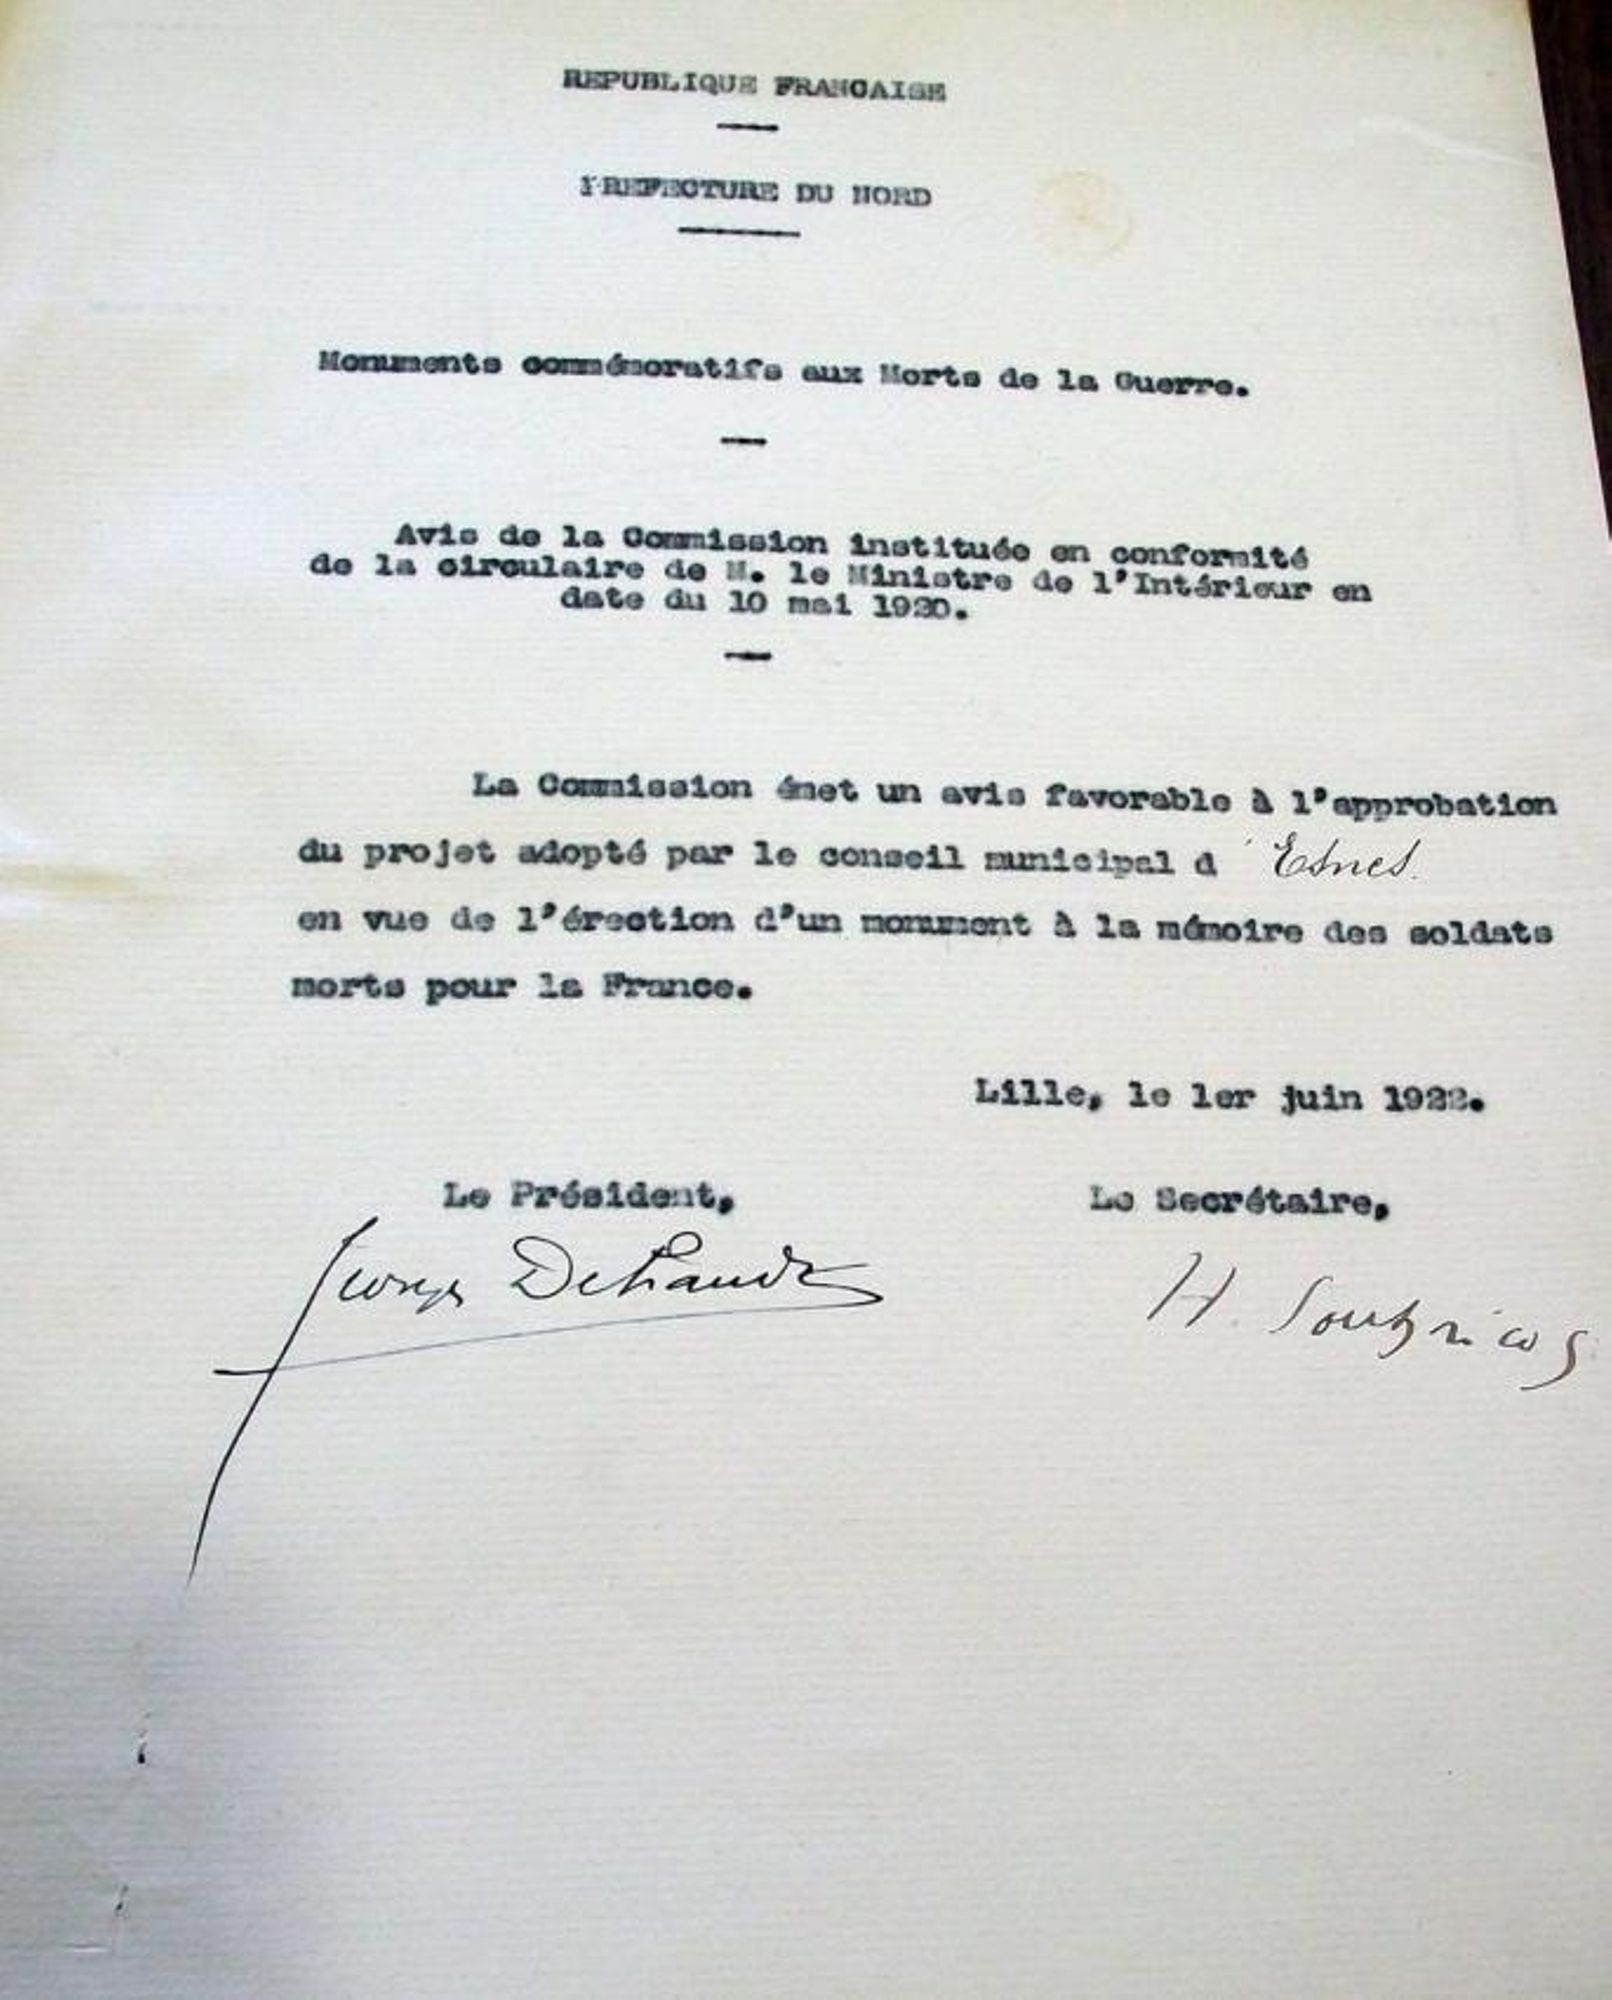 REPUBLIQUE FRANCAISE
PREFECTURE DU NORD
Monuments commémoratifs aux Morts de la Guerre.
Avis de la Commission instituée en conformité
de la circulaire de M. le Ministre de l'Intérieur en
date du 10 mai 1920.
La Commission émet un avis favorable à l'approbation
du projet adopté par le conseil municipal d'Esnes.
en vue de l'érection d'un monument à la mémoire des soldats
morts pour la France.
Lille, le 1er juin 1922.
Le Président,
Le Secrétaire,
Georges
H.